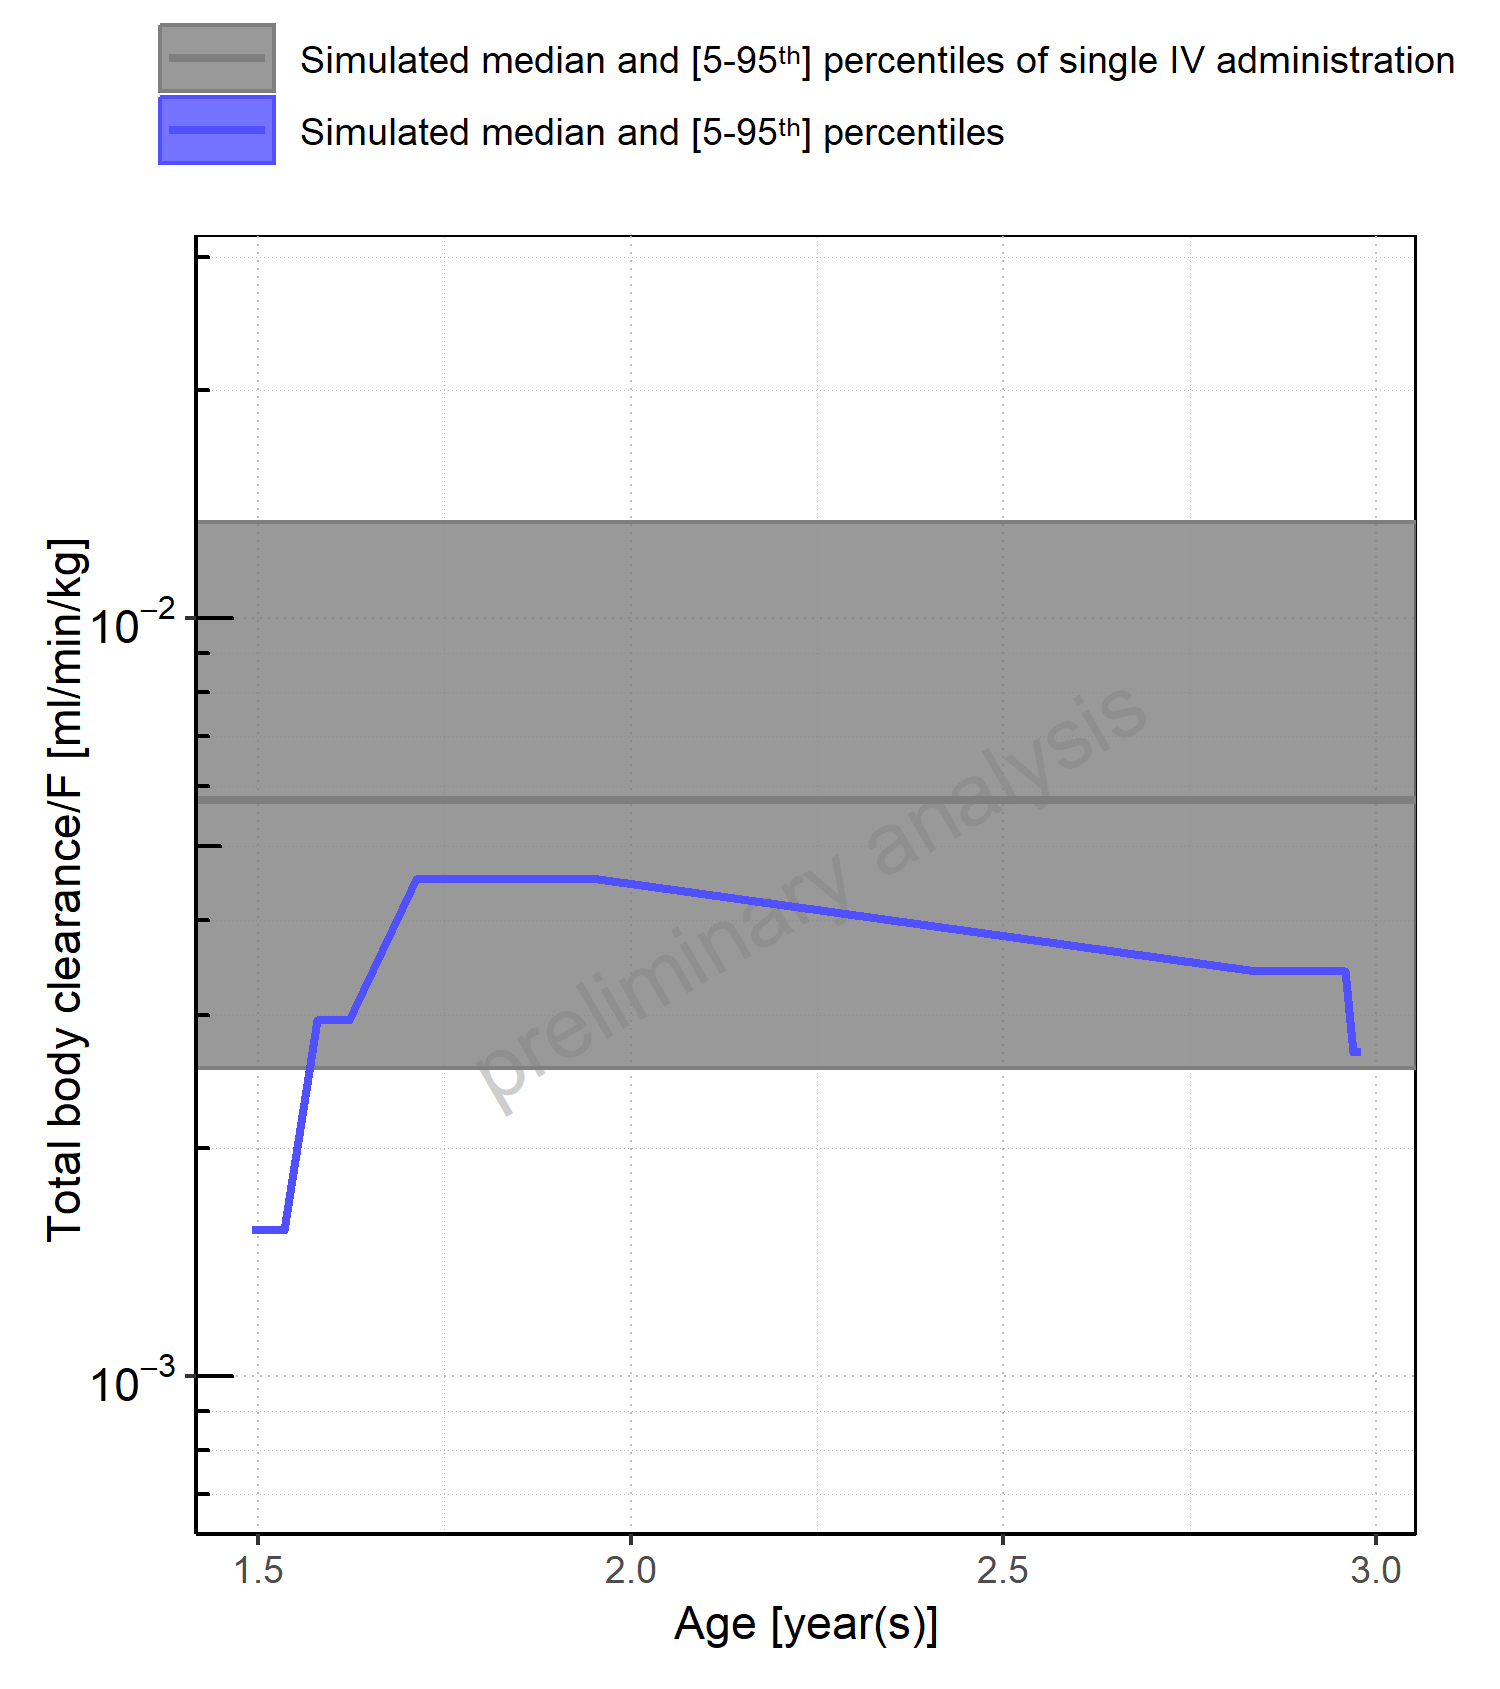 Simulated median and [5-95th] percentiles of single IV administration
Simulated median and [5-95th] percentiles
Total body clearance/F [ml/min/kg]
10−2
10−3
preliminary analysis
1.5 2.0 2.5 3.0
Age [year(s)]